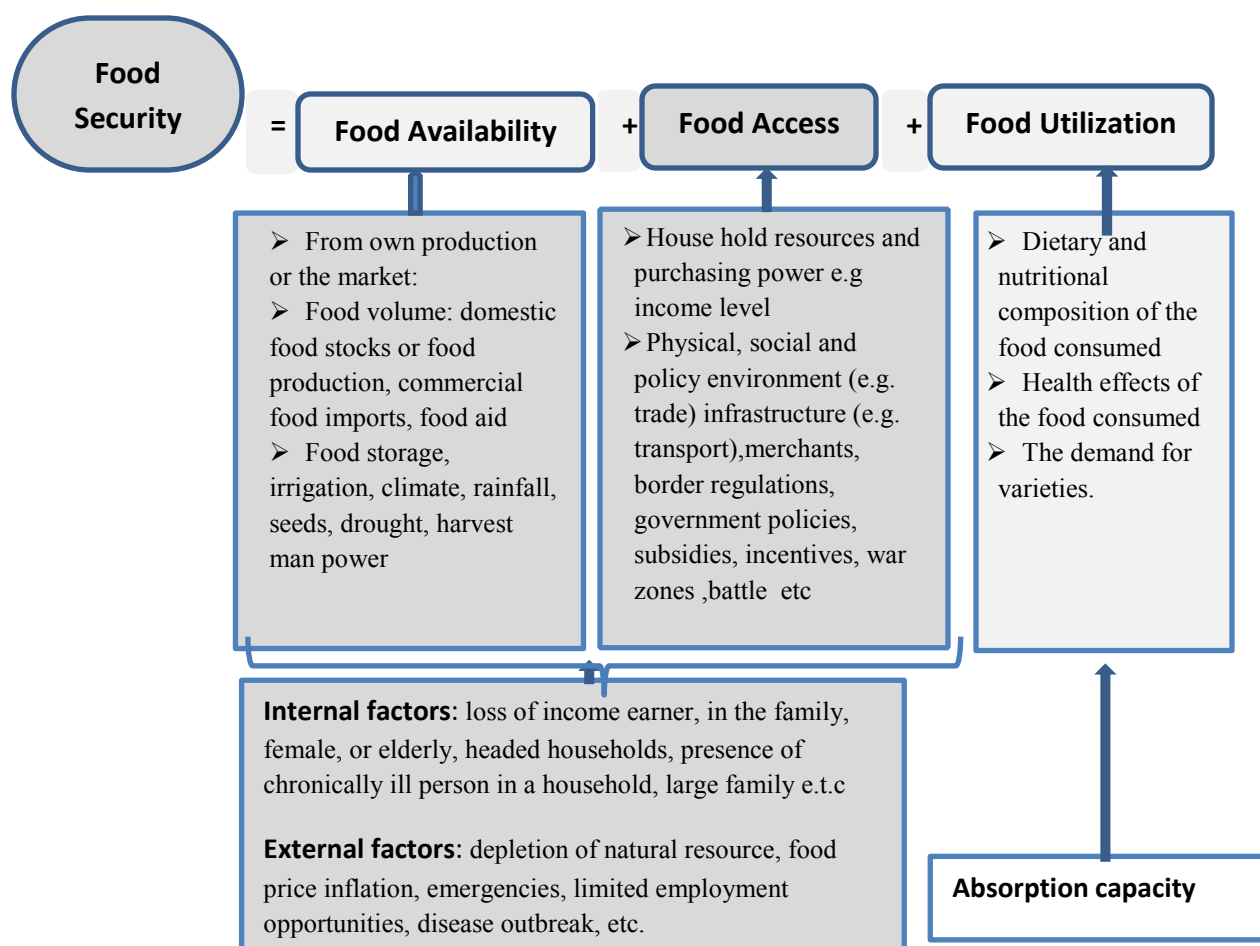 Food
Security
=
Food Availability
+
Food Access
+
Food Utilization
➢ From own production
or the market:
➢ Food volume: domestic
food stocks or food
production, commercial
food imports, food aid
➢ Food storage,
irrigation, climate, rainfall,
seeds, drought, harvest
man power
➢ House hold resources and
purchasing power e.g
income level
➢ Physical, social and
policy environment (e.g.
trade) infrastructure (e.g.
transport),merchants,
border regulations,
government policies,
subsidies, incentives, war
zones ,battle etc
➢ Dietary and
nutritional
composition of the
food consumed
➢ Health effects of
the food consumed
➢ The demand for
varieties.
Internal factors: loss of income earner, in the family,
female, or elderly, headed households, presence of
chronically ill person in a household, large family e.t.c
External factors: depletion of natural resource, food
price inflation, emergencies, limited employment
opportunities, disease outbreak, etc.
Absorption capacity